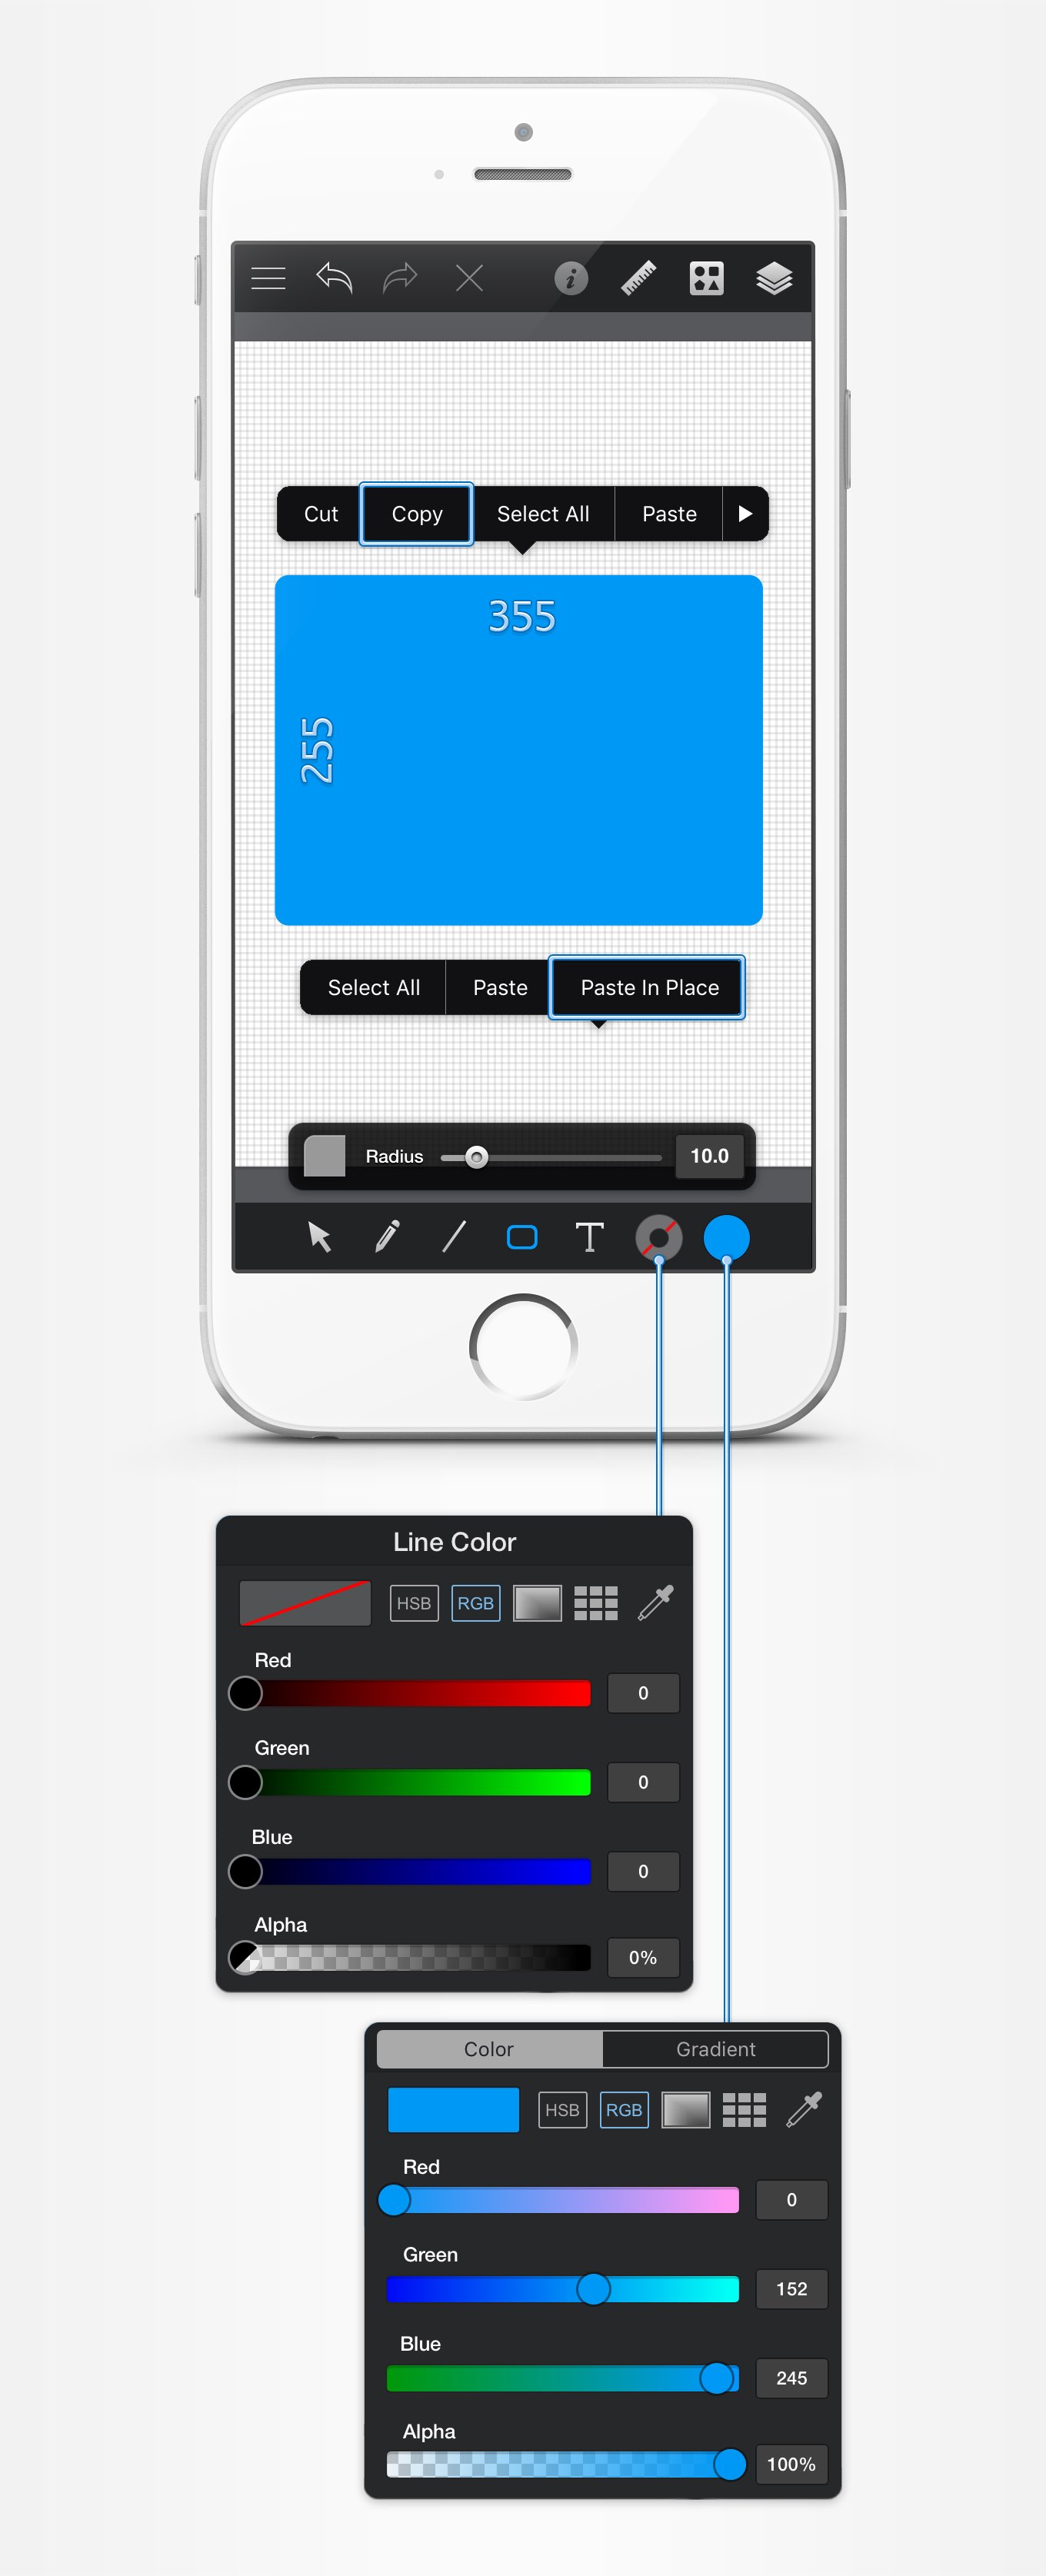 i
Cut Copy Select All Paste
355
255
Select All Paste Paste In Place
Radius 10.0
T
Line Color
HSB RGB
Red
0
Green
0
Blue
0
Alpha
0%
Color Gradient
HSB RGB
Red
0
Green
152
Blue
245
Alpha
100%